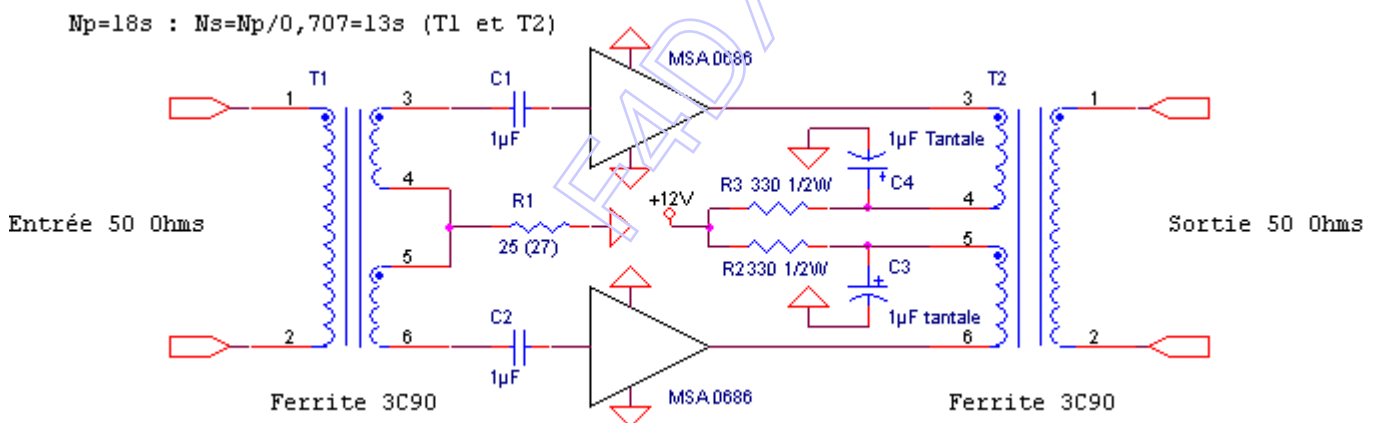 Np=18s : Ns=Np/0,707=13s (T1 et T2)
MSA 0686
T1
C1
T2
1
3
3
1
1µF
1µF Tantale
R3 330 1/2W
C4
4
R1
+12V
4
Entrée 50 Ohms
Sortie 50 Ohms
25 (27)
5
5
R2 330 1/2W
C3
C2
1µF tantale
2
6
6
2
1µF
MSA 0686
Ferrite 3C90
Ferrite 3C90